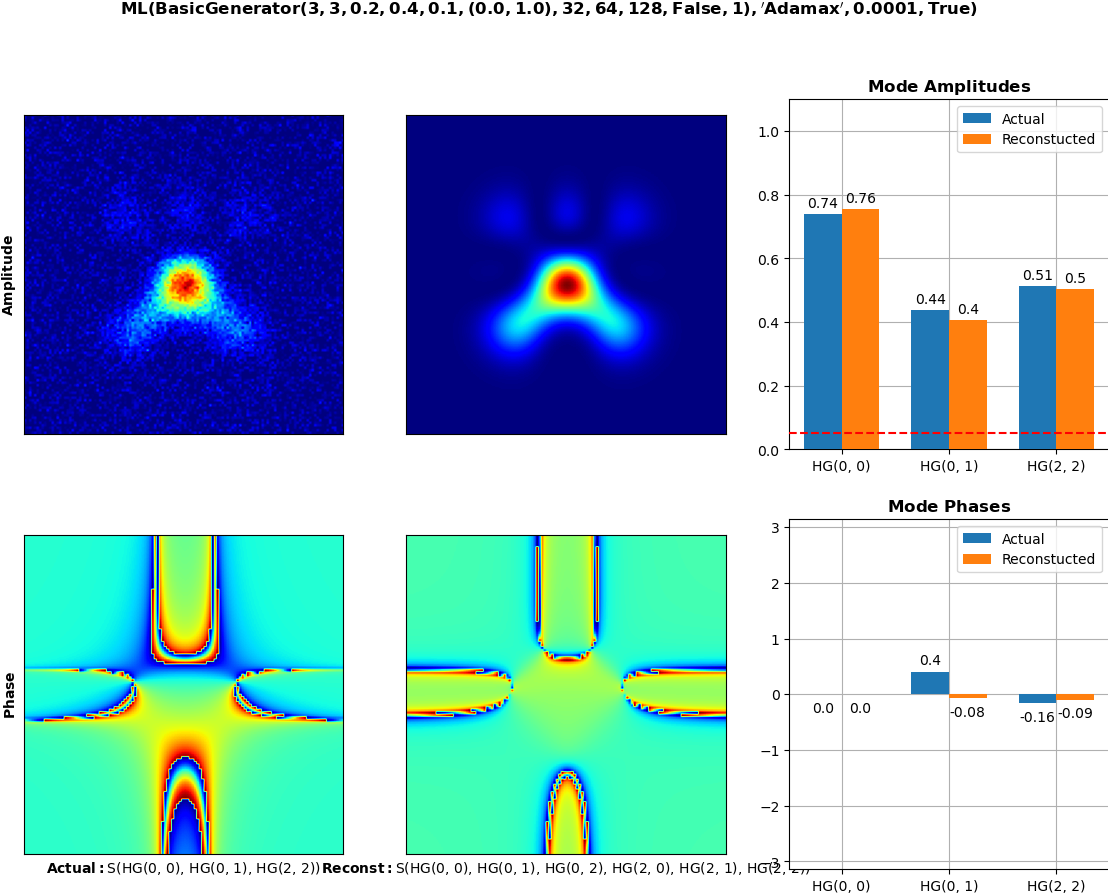 ML(BasicGenerator(3, 3, 0.2, 0.4, 0.1, (0.0, 1.0), 32, 64, 128, False, 1), ′Adamax′, 0.0001, True)
Amplitude
Mode Amplitudes
Actual
Reconstucted
1.0
0.8
0.6
0.4
0.2
0.0
0.74
0.76
0.44
0.4
0.51
0.5
HG(0, 0)
HG(0, 1)
HG(2, 2)
Phase
Mode Phases
Actual
Reconstucted
3
2
1
0
−1
−2
−3
0.0
0.0
0.4
-0.08
-0.16
-0.09
HG(0, 0)
HG(0, 1)
HG(2, 2)
Actual: S(HG(0, 0), HG(0, 1), HG(2, 2))
Reconst: S(HG(0, 0), HG(0, 1), HG(0, 2), HG(2, 0), HG(2, 1), HG(2, 2))